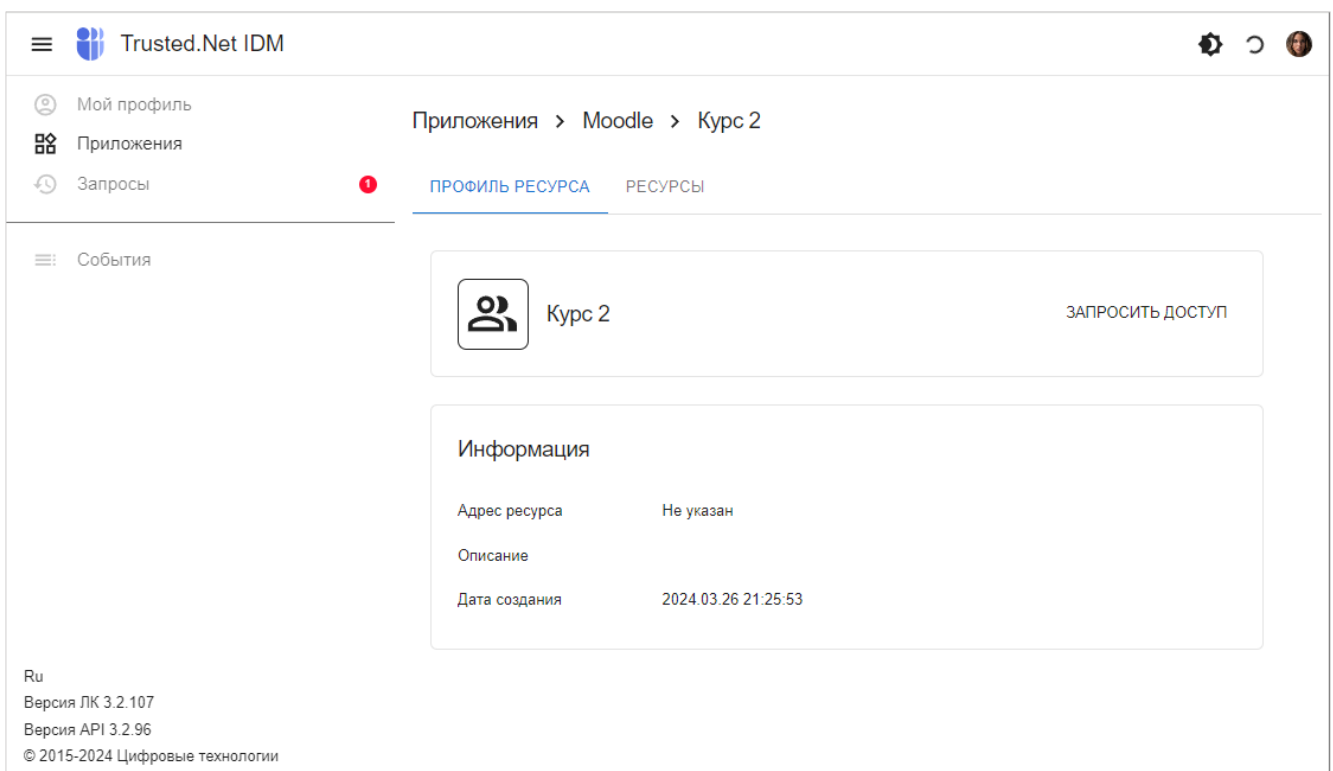 Trusted.Net IDM
Мой профиль
Приложения
Запросы
1
События
Приложения > Moodle > Курс 2
ПРОФИЛЬ РЕСУРСА
РЕСУРСЫ
Курс 2
ЗАПРОСИТЬ ДОСТУП
Информация
Адрес ресурса
Не указан
Описание
Дата создания
2024.03.26 21:25:53
Ru
Версия ЛК 3.2.107
Версия API 3.2.96
© 2015-2024 Цифровые технологии